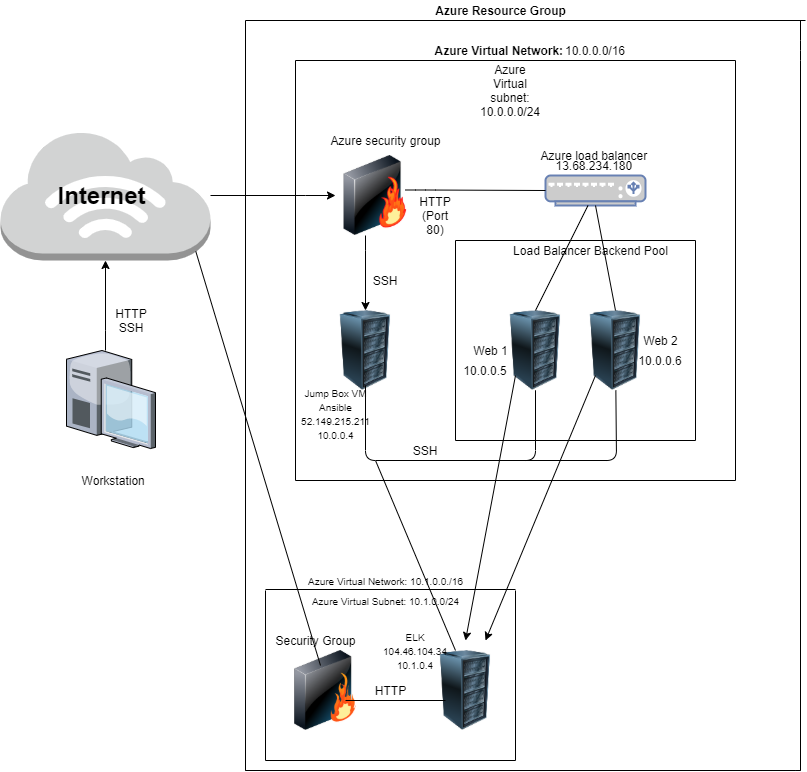 Azure Resource Group
Azure Virtual Network: 10.0.0.0/16
Azure
Virtual
subnet:
10.0.0.0/24
Azure security group
Azure load balancer
13.68.234.180
Internet
HTTP
(Port
80)
Load Balancer Backend Pool
SSH
HTTP
SSH
Web 1
10.0.0.5
Web 2
10.0.0.6
Jump Box VM
Ansible
52.149.215.211
10.0.0.4
SSH
Workstation
Azure Virtual Network: 10.1.0.0./16
Azure Virtual Subnet: 10.1.0.0/24
Security Group
ELK
104.46.104.34
10.1.0.4
HTTP